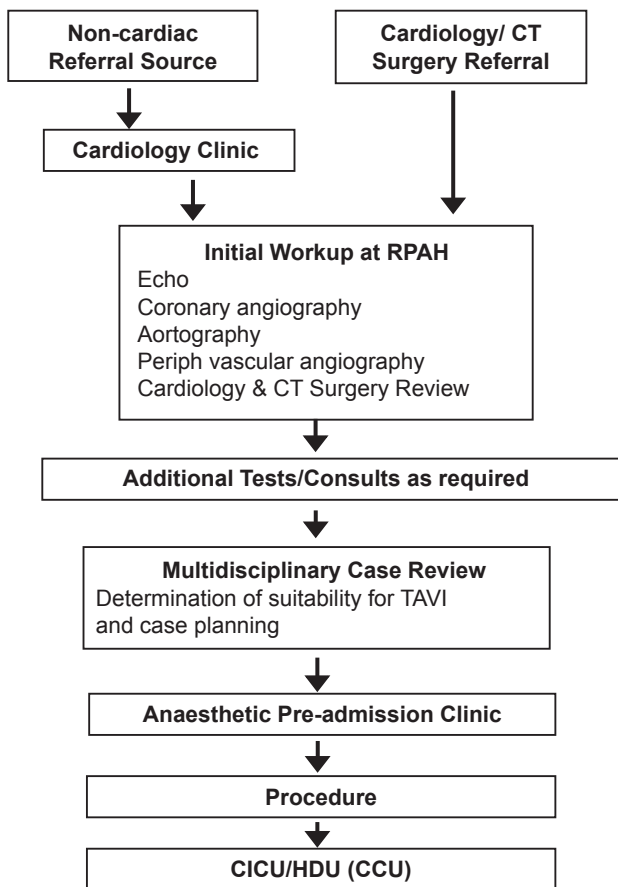 Non-cardiac
Referral Source
Cardiology/ CT
Surgery Referral
Cardiology Clinic
Initial Workup at RPAH
Echo
Coronary angiography
Aortography
Periph vascular angiography
Cardiology & CT Surgery Review
Additional Tests/Consults as required
Multidisciplinary Case Review
Determination of suitability for TAVI
and case planning
Anaesthetic Pre-admission Clinic
Procedure
CICU/HDU (CCU)